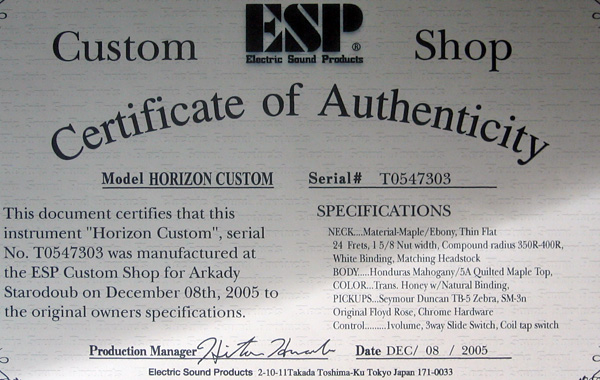 Custom ESP® Shop
Electric Sound Products
Certificate of Authenticity
Model HORIZON CUSTOM Serial# T0547303
This document certifies that this
instrument "Horizon Custom", serial
No. T0547303 was manufactured at
the ESP Custom Shop for Arkady
Starodoub on December 08th, 2005 to
the original owners specifications.
SPECIFICATIONS
NECK....Material-Maple/Ebony, Thin Flat
24 Frets, 1 5/8 Nut width, Compound radius 350R-400R,
White Binding, Matching Headstock
BODY.....Honduras Mahogany/5A Quilted Maple Top,
COLOR...Trans. Honey w/Natural Binding,
PICKUPS...Seymour Duncan TB-5 Zebra, SM-3n
Original Floyd Rose, Chrome Hardware
Control..........1volume, 3way Slide Switch, Coil tap switch
Production Manager Date DEC/ 08 / 2005
Electric Sound Products 2-10-11Takada Toshima-Ku Tokyo Japan 171-0033